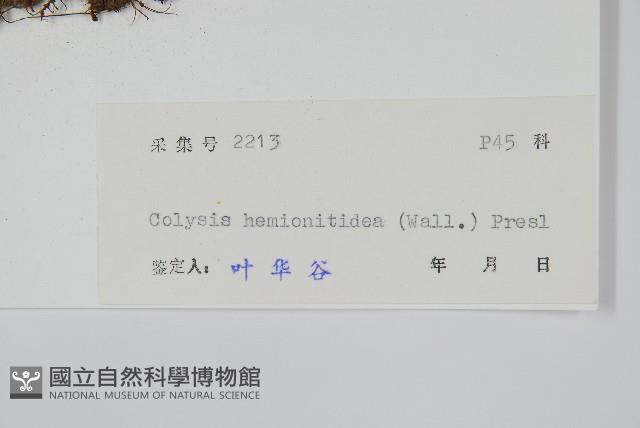 采集号 2213 P45 科
Colysis hemionitidea (Wall.) Presl
鉴定人: 叶华谷 年 月 日
國立自然科學博物館
NATIONAL MUSEUM OF NATURAL SCIENCE